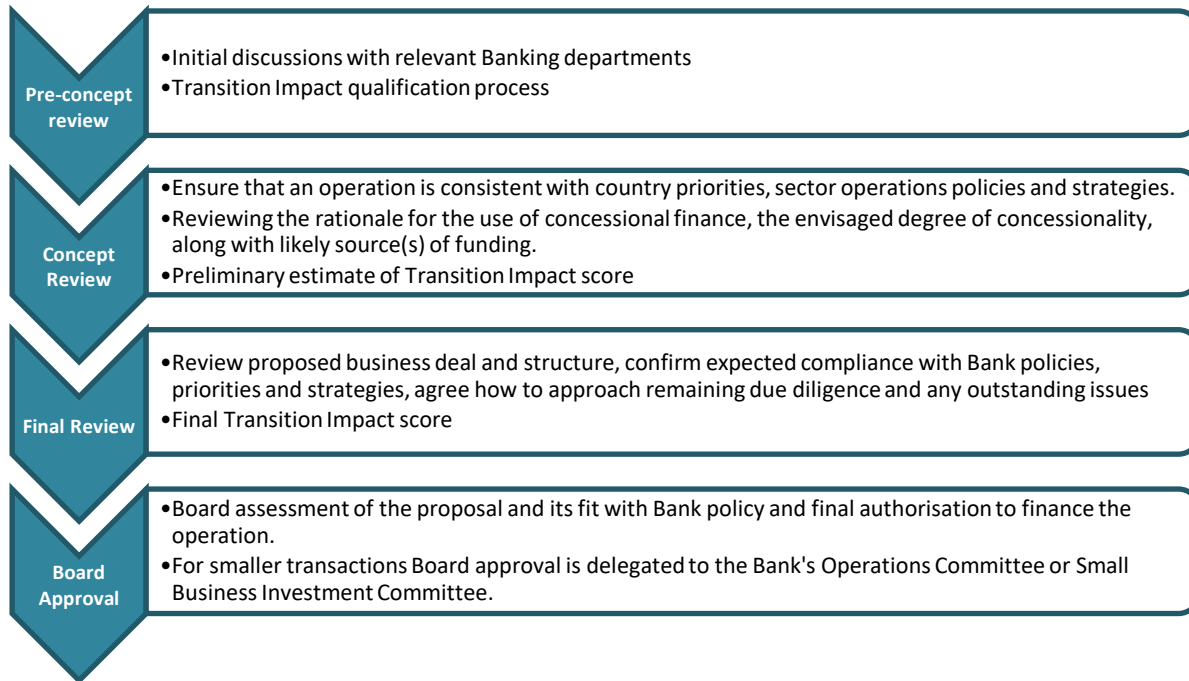 Pre-concept
review
•Initial discussions with relevant Banking departments
•Transition Impact qualification process
Concept
Review
•Ensure that an operation is consistent with country priorities, sector operations policies and strategies.
•Reviewing the rationale for the use of concessional finance, the envisaged degree of concessionality,
along with likely source(s) of funding.
•Preliminary estimate of Transition Impact score
Final Review
•Review proposed business deal and structure, confirm expected compliance with Bank policies,
priorities and strategies, agree how to approach remaining due diligence and any outstanding issues
•Final Transition Impact score
Board
Approval
•Board assessment of the proposal and its fit with Bank policy and final authorisation to finance the
operation.
•For smaller transactions Board approval is delegated to the Bank's Operations Committee or Small
Business Investment Committee.